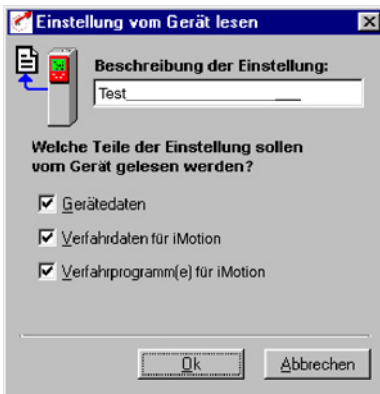 Einstellung vom Gerät lesen
Beschreibung der Einstellung:
Test
Welche Teile der Einstellung sollen
vom Gerät gelesen werden?
Gerätedaten
Verfahrdaten für iMotion
Verfahrprogramm(e) für iMotion
Ok
Abbrechen